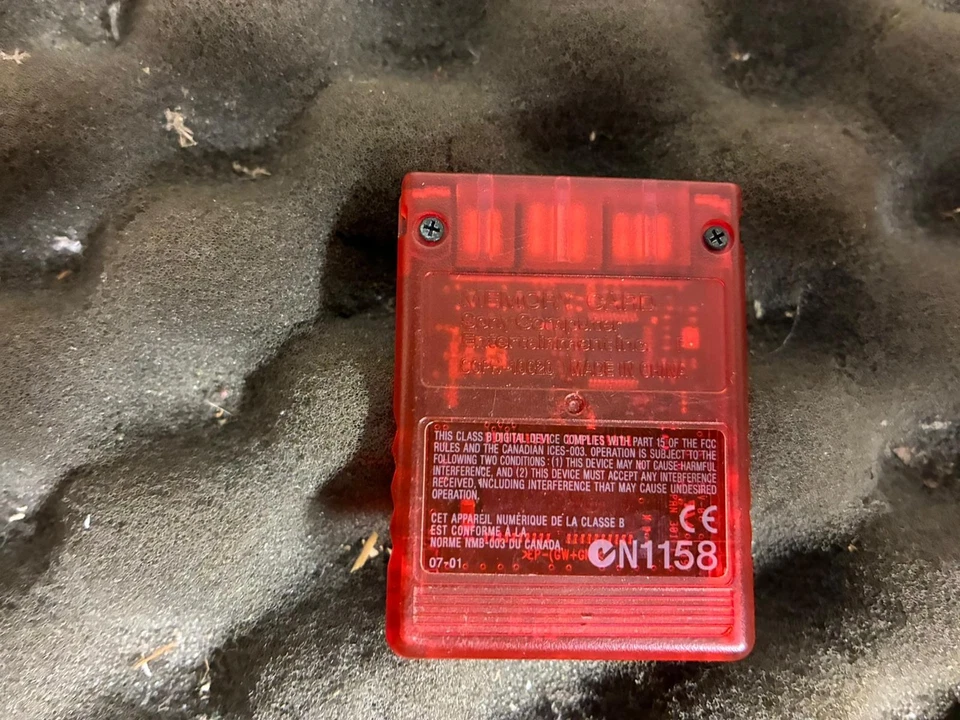 MEMORY CARD
Sony Computer
Entertainment Inc.
SCPH-10020 MADE IN CHINA
THIS CLASS B DIGITAL DEVICE COMPLIES WITH PART 15 OF THE FCC
RULES AND THE CANADIAN ICES-003. OPERATION IS SUBJECT TO THE
FOLLOWING TWO CONDITIONS: (1) THIS DEVICE MAY NOT CAUSE HARMFUL
INTERFERENCE, AND (2) THIS DEVICE MUST ACCEPT ANY INTERFERENCE
RECEIVED, INCLUDING INTERFERENCE THAT MAY CAUSE UNDESIRED
OPERATION.
CET APPAREIL NUMÉRIQUE DE LA CLASSE B
EST CONFORME À LA
NORME NMB-003 DU CANADA.
CE
N1158
07-01